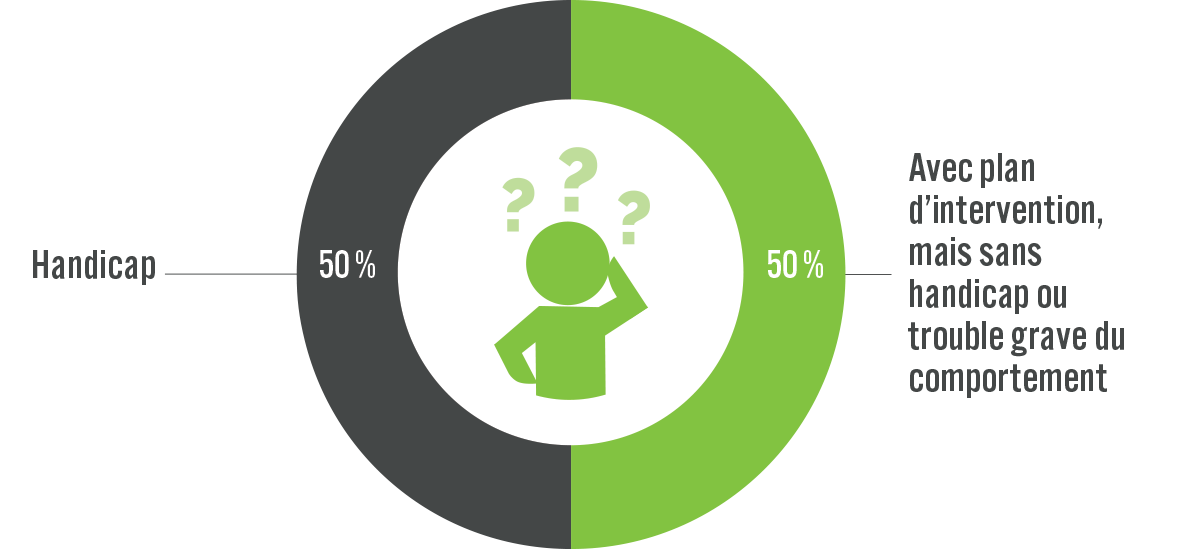 ?
?
?
Handicap
50 %
50 %
Avec plan
d’intervention,
mais sans
handicap ou
trouble grave du
comportement